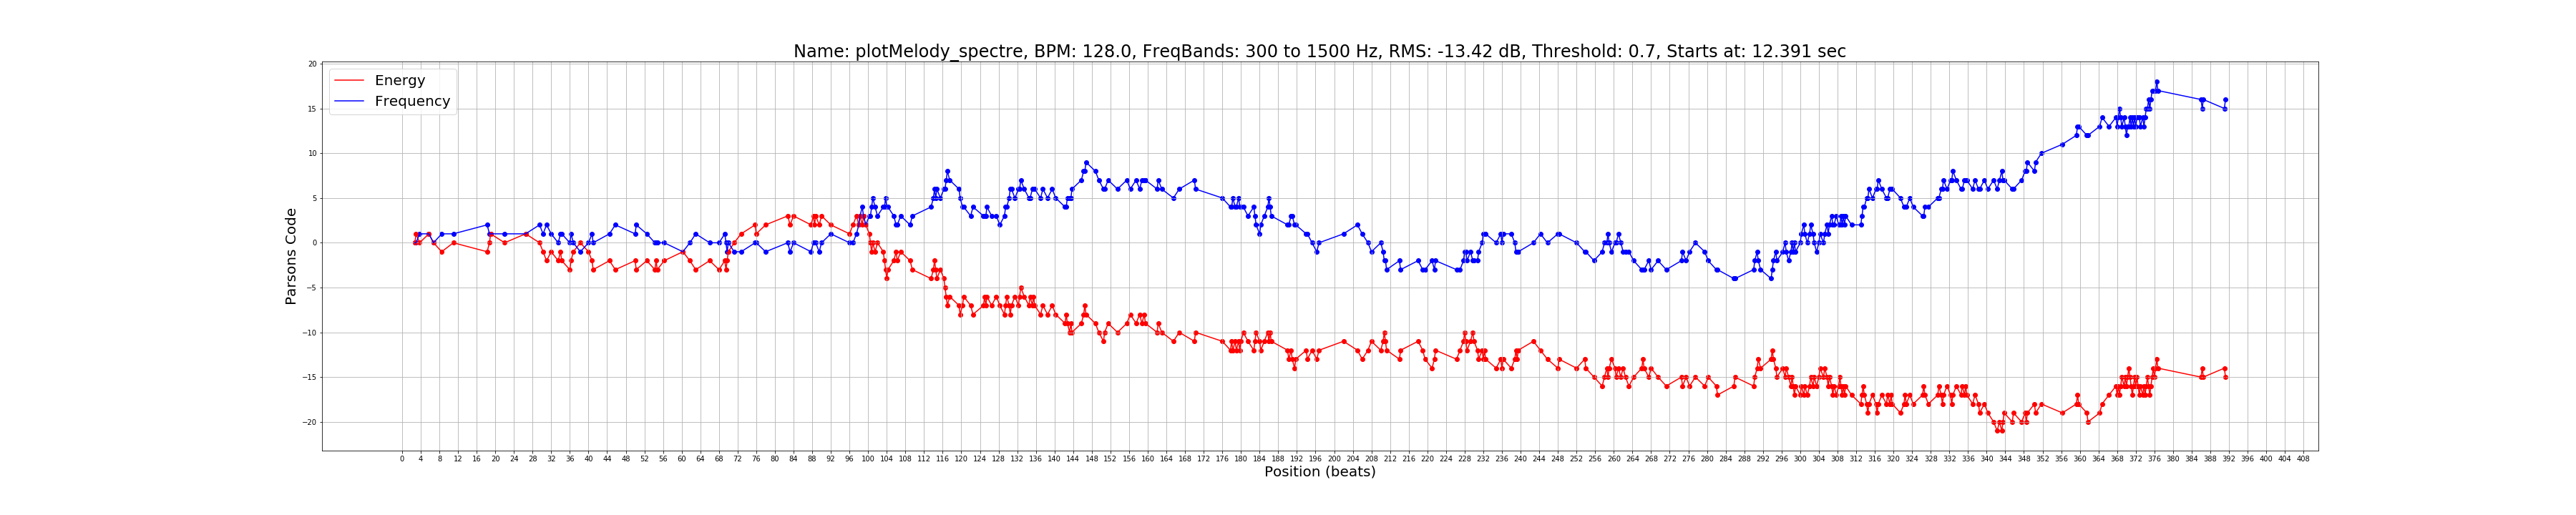 Name: plotMelody_spectre, BPM: 128.0, FreqBands: 300 to 1500 Hz, RMS: -13.42 dB, Threshold: 0.7, Starts at: 12.391 sec
Energy
Frequency
20
15
10
5
0
−5
−10
−15
−20
Parsons Code
0 4 8 12 16 20 24 28 32 36 40 44 48 52 56 60 64 68 72 76 80 84 88 92 96 100 104 108 112 116 120 124 128 132 136 140 144 148 152 156 160 164 168 172 176 180 184 188 192 196 200 204 208 212 216 220 224 228 232 236 240 244 248 252 256 260 264 268 272 276 280 284 288 292 296 300 304 308 312 316 320 324 328 332 336 340 344 348 352 356 360 364 368 372 376 380 384 388 392 396 400 404 408
Position (beats)